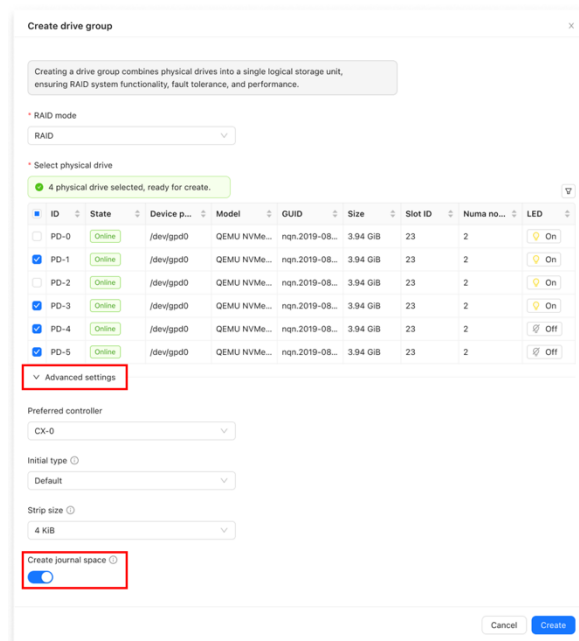 Create drive group
Creating a drive group combines physical drives into a single logical storage unit,
ensuring RAID system functionality, fault tolerance, and performance.
* RAID mode
RAID
* Select physical drive
4 physical drive selected, ready for create.
ID State Device p... Model GUID Size Slot ID Numa no... LED
PD-0 Online /dev/gpd0 QEMU NVMe... nqn.2019-08... 3.94 GiB 23 2 On
PD-1 Online /dev/gpd0 QEMU NVMe... nqn.2019-08... 3.94 GiB 23 2 On
PD-2 Online /dev/gpd0 QEMU NVMe... nqn.2019-08... 3.94 GiB 23 2 On
PD-3 Online /dev/gpd0 QEMU NVMe... nqn.2019-08... 3.94 GiB 23 2 On
PD-4 Online /dev/gpd0 QEMU NVMe... nqn.2019-08... 3.94 GiB 23 2 Off
PD-5 Online /dev/gpd0 QEMU NVMe... nqn.2019-08... 3.94 GiB 23 2 Off
Advanced settings
Preferred controller
CX-0
Initial type
Default
Strip size
4 KiB
Create journal space
Cancel Create